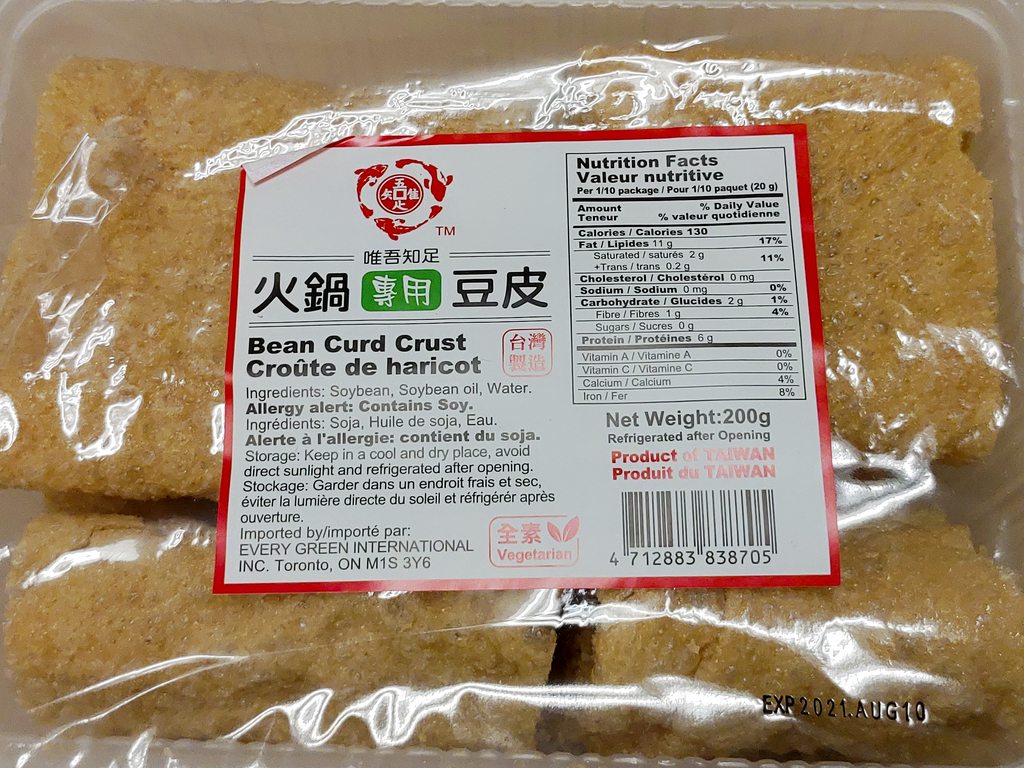 五
矢口隹
止
TM
唯吾知足
火鍋 專用 豆皮
Bean Curd Crust
Croûte de haricot
台灣
製造
Ingredients: Soybean, Soybean oil, Water.
Allergy alert: Contains Soy.
Ingrédients: Soja, Huile de soja, Eau.
Alerte à l'allergie: contient du soja.
Storage: Keep in a cool and dry place, avoid
direct sunlight and refrigerated after opening.
Stockage: Garder dans un endroit frais et sec,
éviter la lumière directe du soleil et réfrigérér après
ouverture.
Imported by/importé par:
EVERY GREEN INTERNATIONAL
INC. Toronto, ON M1S 3Y6
全素
Vegetarian
Nutrition Facts
Valeur nutritive
Per 1/10 package / Pour 1/10 paquet (20 g)
Amount % Daily Value
Teneur % valeur quotidienne
Calories / Calories 130
Fat / Lipides 11 g 17%
Saturated / saturés 2 g 11%
+Trans / trans 0.2 g
Cholesterol / Cholestérol 0 mg
Sodium / Sodium 0 mg 0%
Carbohydrate / Glucides 2 g 1%
Fibre / Fibres 1 g 4%
Sugars / Sucres 0 g
Protein / Protéines 6 g
Vitamin A / Vitamine A 0%
Vitamin C / Vitamine C 0%
Calcium / Calcium 4%
Iron / Fer 8%
Net Weight:200g
Refrigerated after Opening
Product of TAIWAN
Produit du TAIWAN
4 712883 838705
EXP 2021.AUG10